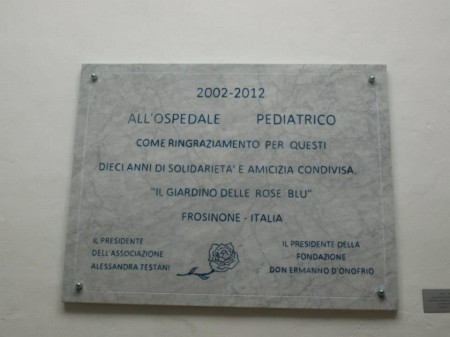 2002-2012
ALL'OSPEDALE PEDIATRICO
COME RINGRAZIAMENTO PER QUESTI
DIECI ANNI DI SOLIDARIETA' E AMICIZIA CONDIVISA.
"IL GIARDINO DELLE ROSE BLU"
FROSINONE - ITALIA
IL PRESIDENTE
DELL'ASSOCIAZIONE
ALESSANDRA TESTANI
IL PRESIDENTE DELLA
FONDAZIONE
DON ERMANNO D'ONOFRIO